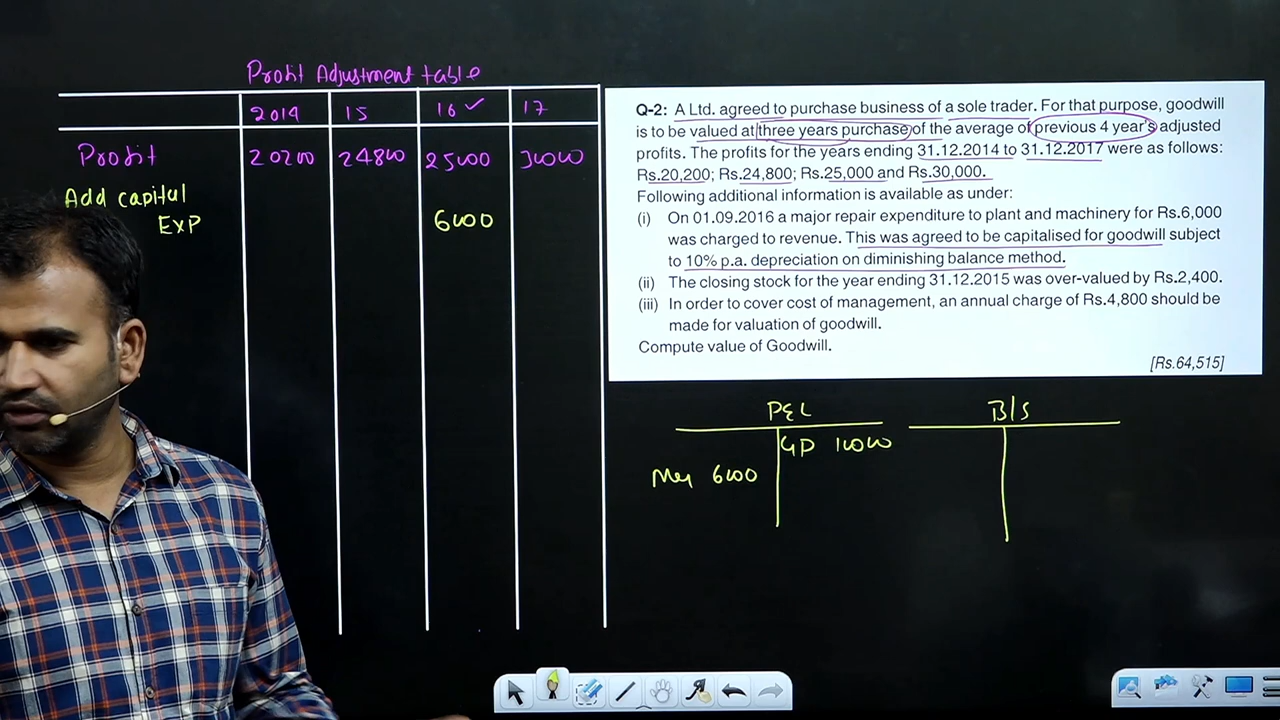 Profit Adjustment table
2014 15 16 ✓ 17
Profit 20200 24800 25000 30000
Add capital
Exp 6000
Q-2: A Ltd. agreed to purchase business of a sole trader. For that purpose, goodwill
is to be valued at three years purchase of the average of previous 4 year's adjusted
profits. The profits for the years ending 31.12.2014 to 31.12.2017 were as follows:
Rs.20,200; Rs.24,800; Rs.25,000 and Rs.30,000.
Following additional information is available as under:
(i) On 01.09.2016 a major repair expenditure to plant and machinery for Rs.6,000
was charged to revenue. This was agreed to be capitalised for goodwill subject
to 10% p.a. depreciation on diminishing balance method.
(ii) The closing stock for the year ending 31.12.2015 was over-valued by Rs.2,400.
(iii) In order to cover cost of management, an annual charge of Rs.4,800 should be
made for valuation of goodwill.
Compute value of Goodwill.
[Rs.64,515]
P&L B/S
GP 10000
6000